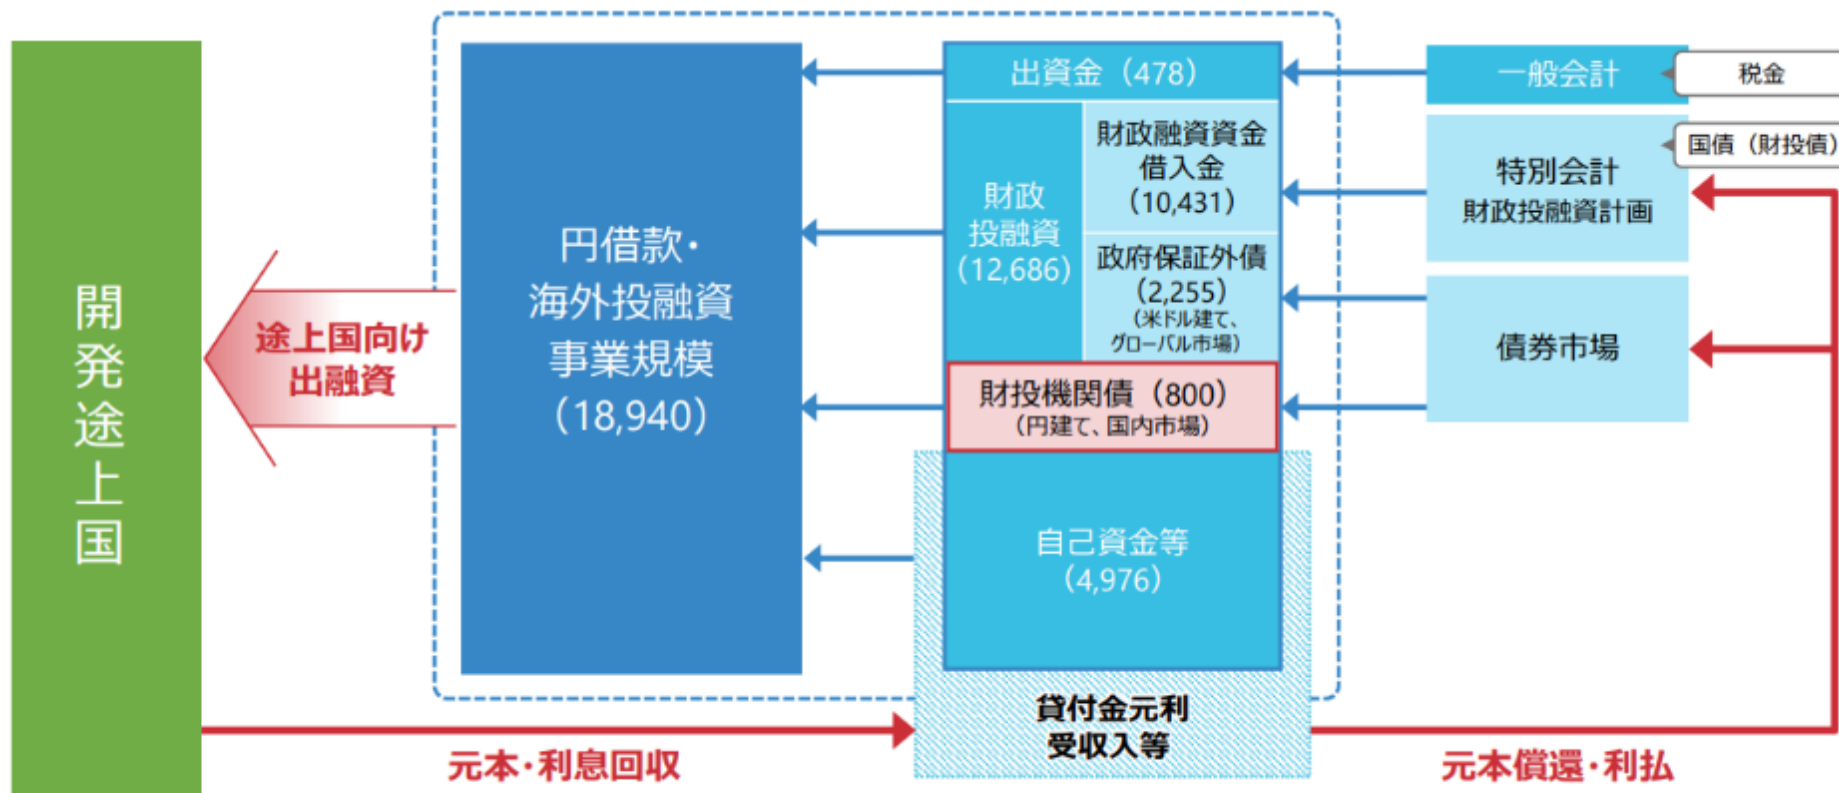 開発途上国
途上国向け
出融資
円借款・
海外投融資
事業規模
（18,940）
出資金（478）
財政
投融資
（12,686）
財政融資資金
借入金
（10,431）
政府保証外債
（2,255）
（米ドル建て、
グローバル市場）
財投機関債（800）
（円建て、国内市場）
自己資金等
（4,976）
貸付金元利
受収入等
一般会計
税金
国債（財投債）
特別会計
財政投融資計画
債券市場
元本・利息回収
元本償還・利払